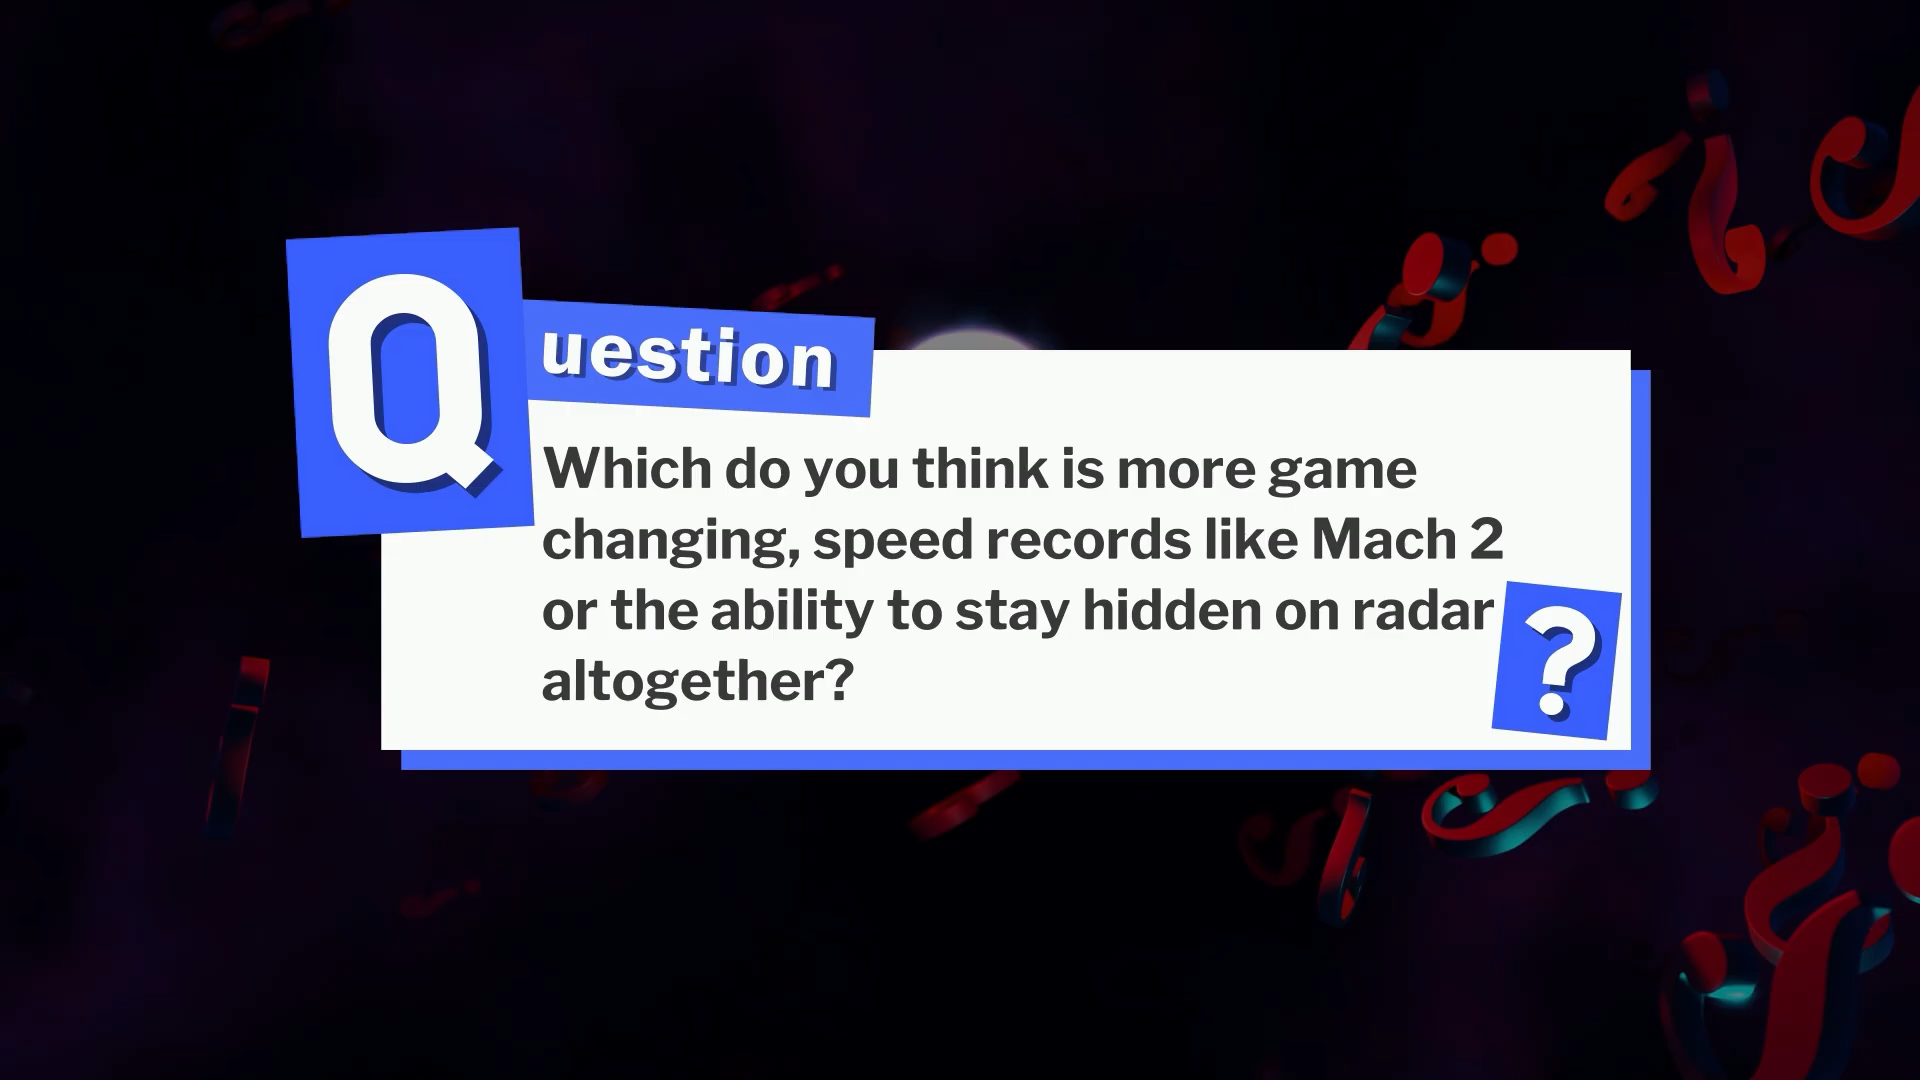 Question
Which do you think is more game
changing, speed records like Mach 2
or the ability to stay hidden on radar
altogether?
?